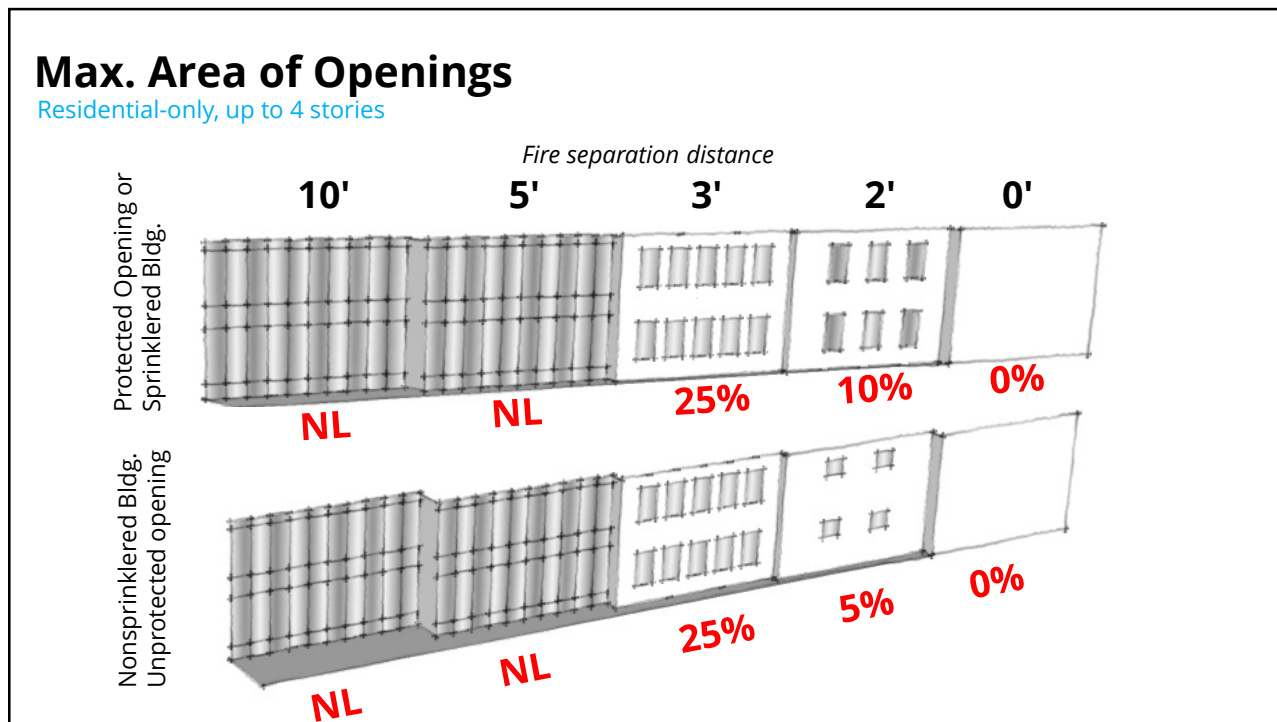 Max. Area of Openings
Residential-only, up to 4 stories
Fire separation distance
10' 5' 3' 2' 0'
Protected Opening or
Sprinklered Bldg.
NL NL 25% 10% 0%
Nonsprinklered Bldg.
Unprotected opening
NL NL 25% 5% 0%